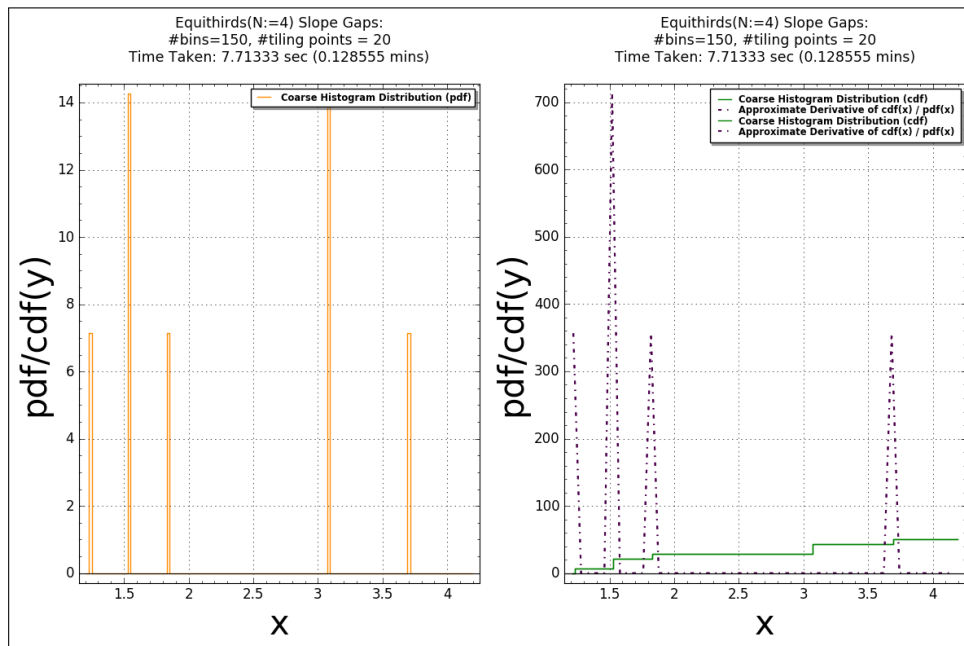 Equithirds(N:=4) Slope Gaps:
#bins=150, #tiling points = 20
Time Taken: 7.71333 sec (0.128555 mins)
Coarse Histogram Distribution (pdf)
14
12
10
8
6
4
2
0
1.5
2
2.5
3
3.5
4
pdf/cdf(y)
x
Equithirds(N:=4) Slope Gaps:
#bins=150, #tiling points = 20
Time Taken: 7.71333 sec (0.128555 mins)
Coarse Histogram Distribution (cdf)
Approximate Derivative of cdf(x) / pdf(x)
Coarse Histogram Distribution (cdf)
Approximate Derivative of cdf(x) / pdf(x)
700
600
500
400
300
200
100
0
1.5
2
2.5
3
3.5
4
pdf/cdf(y)
x